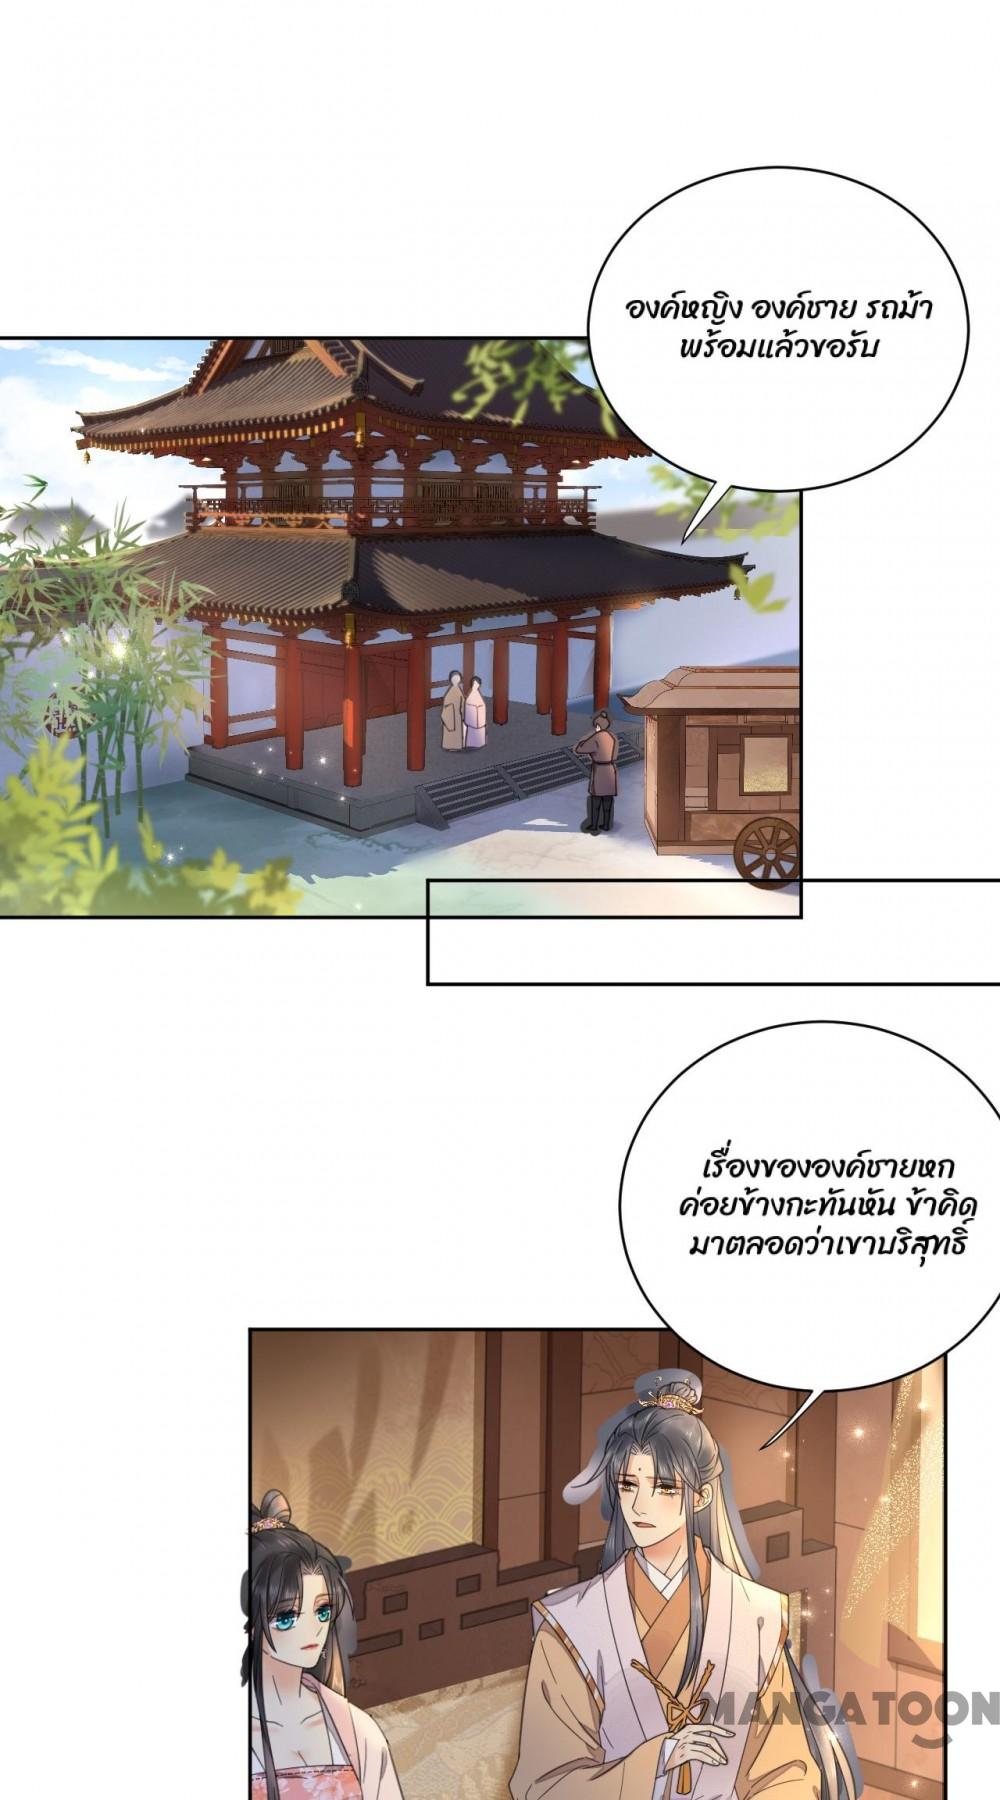 องค์หญิง องค์ชาย รถม้า
พร้อมแล้วขอรับ
เรื่องขององค์ชายหก
ค่อยข้างกะทันหัน ข้าคิด
มาตลอดว่าเขาบริสุทธิ์
MANGATOON